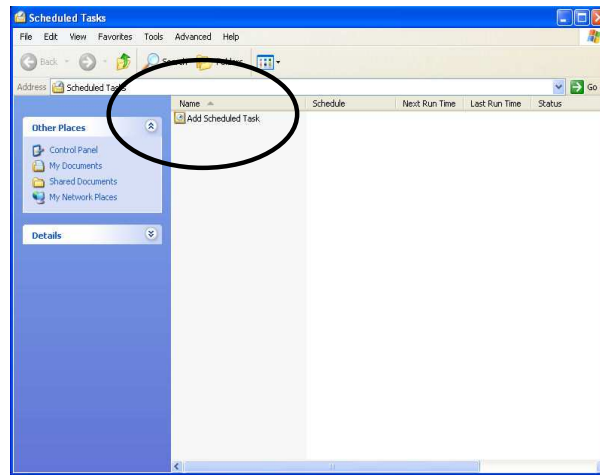 Scheduled Tasks
File Edit View Favorites Tools Advanced Help
Back Search Folders
Address Scheduled Tasks Go
Name Schedule Next Run Time Last Run Time Status
Add Scheduled Task
Other Places
Control Panel
My Documents
Shared Documents
My Network Places
Details